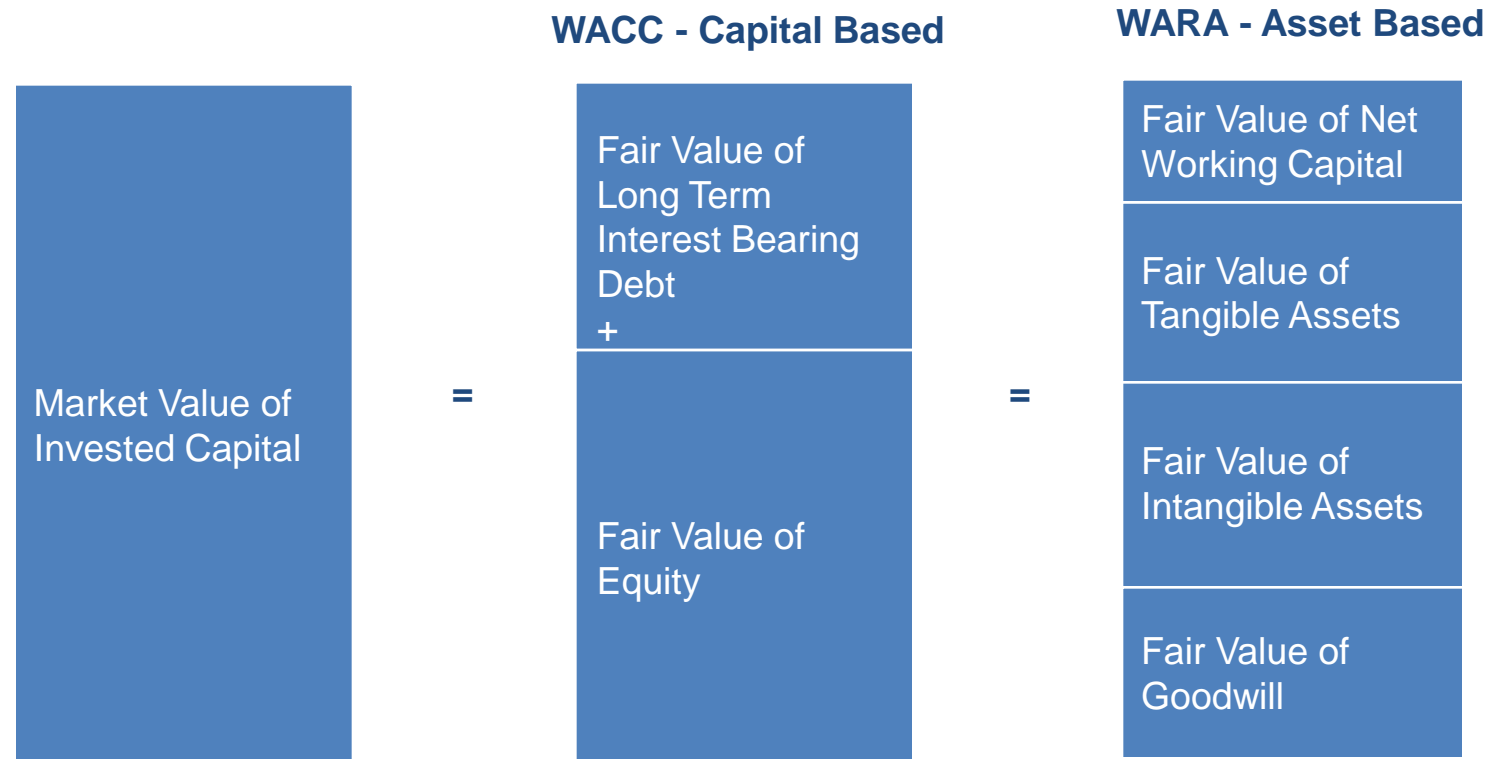 WACC - Capital Based
WARA - Asset Based
Market Value of
Invested Capital
=
Fair Value of
Long Term
Interest Bearing
Debt
+
Fair Value of
Equity
=
Fair Value of Net
Working Capital
Fair Value of
Tangible Assets
Fair Value of
Intangible Assets
Fair Value of
Goodwill